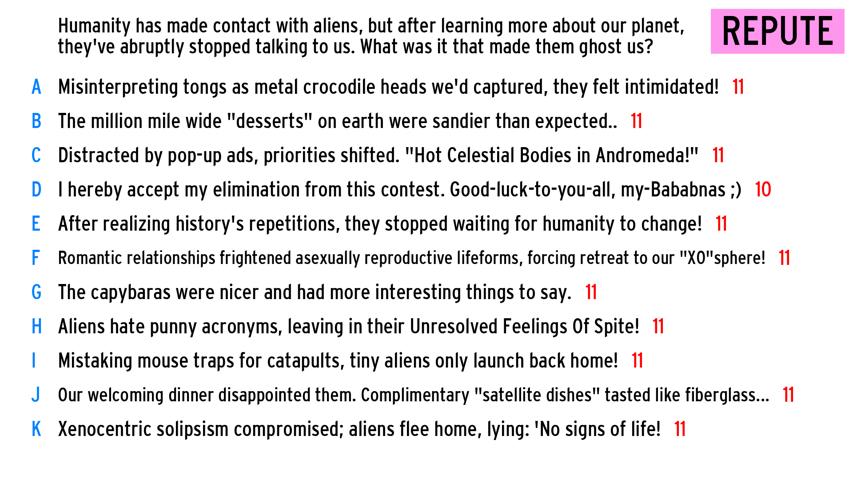 Humanity has made contact with aliens, but after learning more about our planet,
they've abruptly stopped talking to us. What was it that made them ghost us?
REPUTE
A Misinterpreting tongs as metal crocodile heads we'd captured, they felt intimidated! 11
B The million mile wide "desserts" on earth were sandier than expected.. 11
C Distracted by pop-up ads, priorities shifted. "Hot Celestial Bodies in Andromeda!" 11
D I hereby accept my elimination from this contest. Good-luck-to-you-all, my-Bababnas ;) 10
E After realizing history's repetitions, they stopped waiting for humanity to change! 11
F Romantic relationships frightened asexually reproductive lifeforms, forcing retreat to our "XO"sphere! 11
G The capybaras were nicer and had more interesting things to say. 11
H Aliens hate punny acronyms, leaving in their Unresolved Feelings Of Spite! 11
I Mistaking mouse traps for catapults, tiny aliens only launch back home! 11
J Our welcoming dinner disappointed them. Complimentary "satellite dishes" tasted like fiberglass... 11
K Xenocentric solipsism compromised; aliens flee home, lying: 'No signs of life! 11